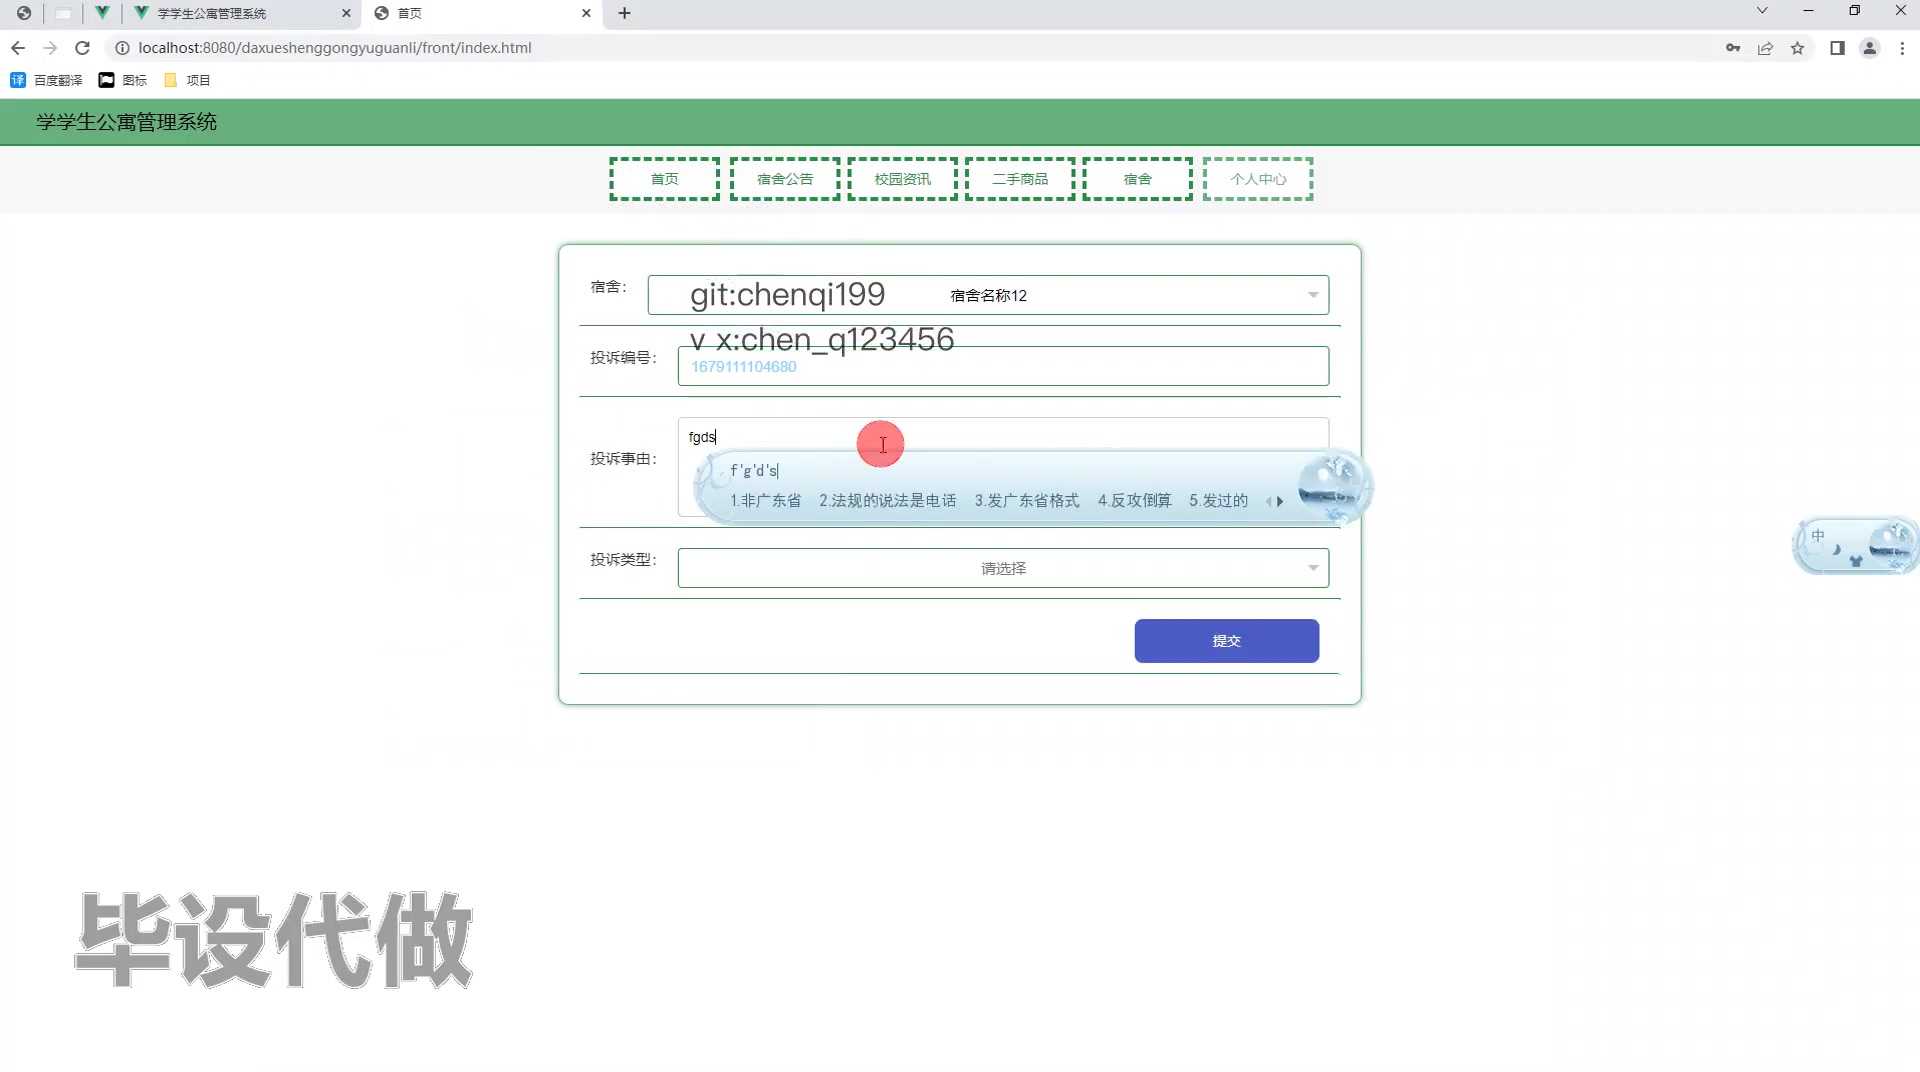 学学生公寓管理系统
首页
localhost:8080/daxueshenggongyuguanli/front/index.html
百度翻译 图标 项目
学学生公寓管理系统
首页 宿舍公告 校园资讯 二手商品 宿舍 个人中心
宿舍： 宿舍名称12
git:chenqi199
v x:chen_q123456
投诉编号： 1679111104680
投诉事由： fgds
f'g'd's
1.非广东省 2.法规的说法是电话 3.发广东省格式 4.反攻倒算 5.发过的
中
投诉类型： 请选择
提交
毕设代做